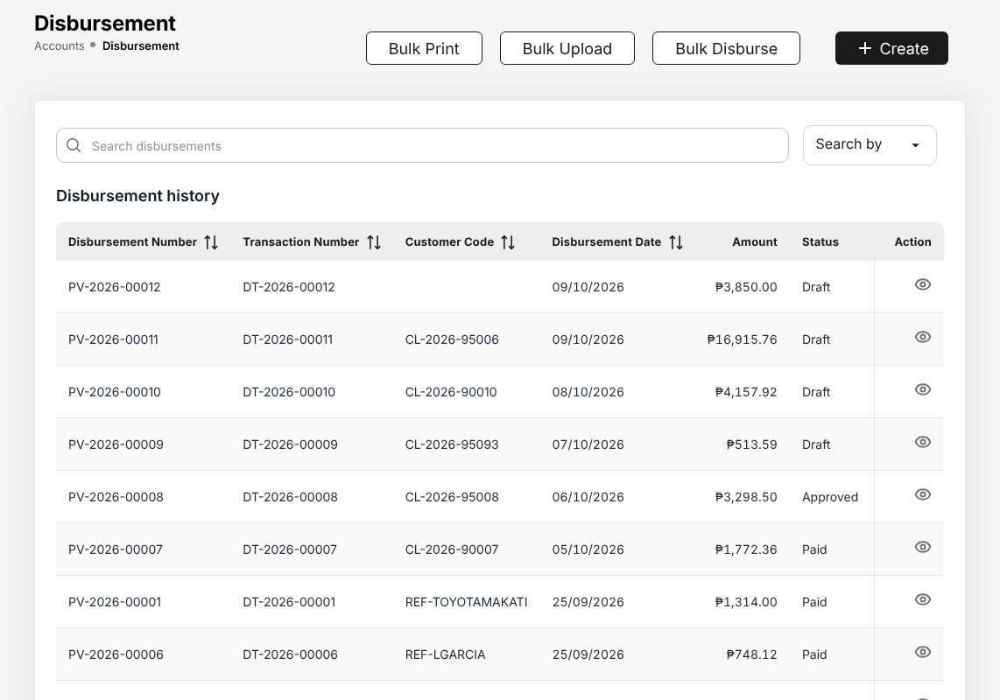 Disbursement
Accounts • Disbursement
Bulk Print
Bulk Upload
Bulk Disburse
+ Create
Search disbursements
Search by
Disbursement history
Disbursement Number Transaction Number Customer Code Disbursement Date Amount Status Action
PV-2026-00012 DT-2026-00012 09/10/2026 ₱3,850.00 Draft
PV-2026-00011 DT-2026-00011 CL-2026-95006 09/10/2026 ₱16,915.76 Draft
PV-2026-00010 DT-2026-00010 CL-2026-90010 08/10/2026 ₱4,157.92 Draft
PV-2026-00009 DT-2026-00009 CL-2026-95093 07/10/2026 ₱513.59 Draft
PV-2026-00008 DT-2026-00008 CL-2026-95008 06/10/2026 ₱3,298.50 Approved
PV-2026-00007 DT-2026-00007 CL-2026-90007 05/10/2026 ₱1,772.36 Paid
PV-2026-00001 DT-2026-00001 REF-TOYOTAMAKATI 25/09/2026 ₱1,314.00 Paid
PV-2026-00006 DT-2026-00006 REF-LGARCIA 25/09/2026 ₱748.12 Paid